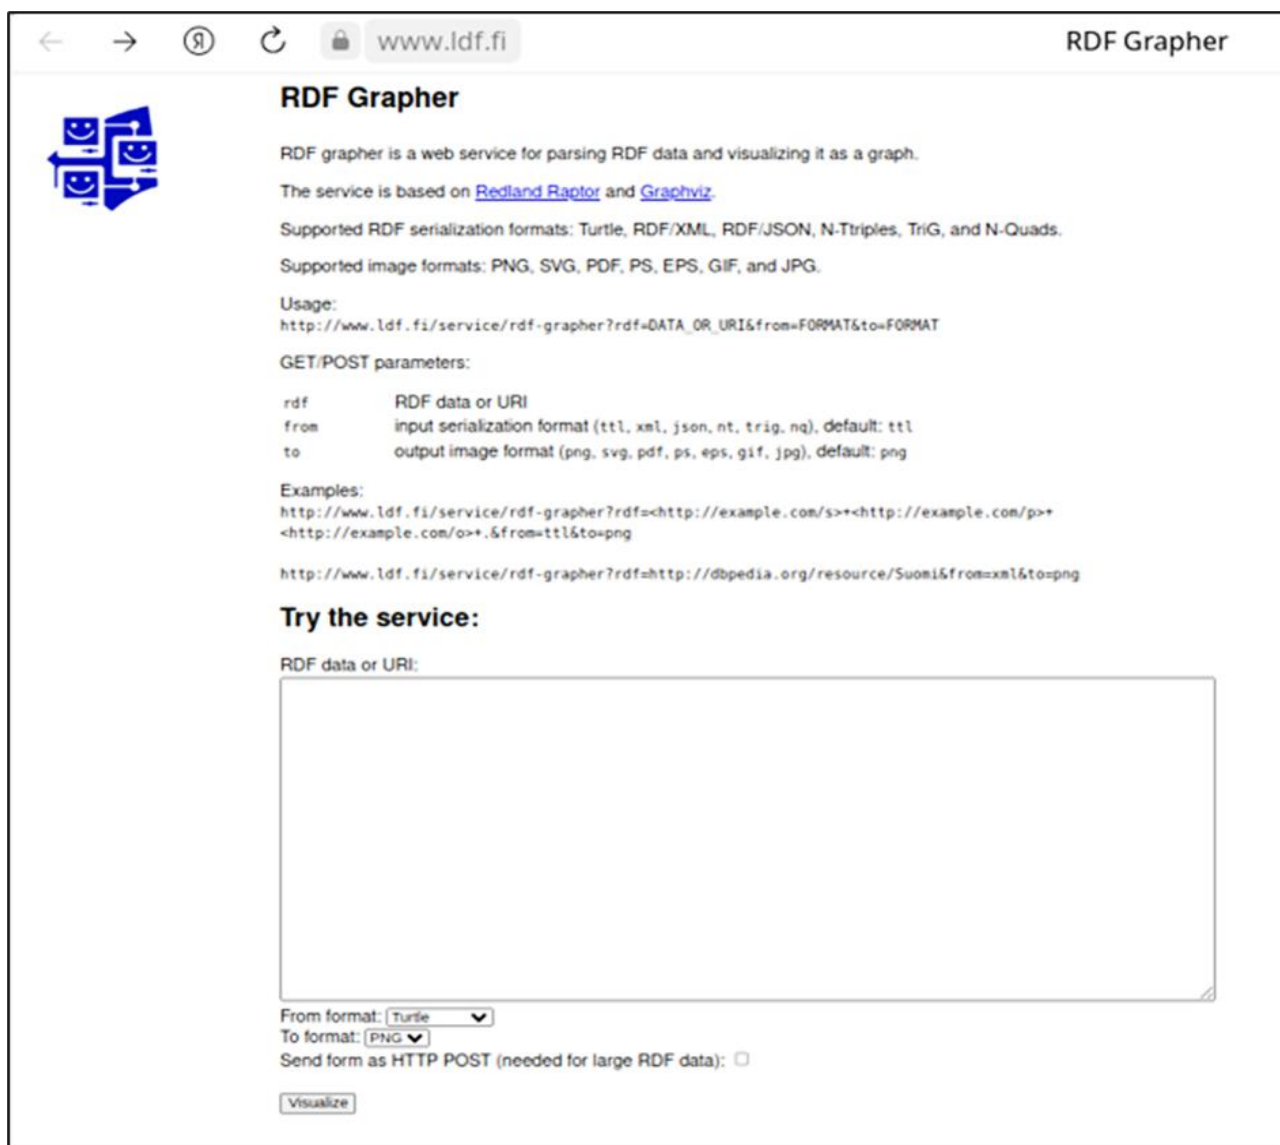 www.ldf.fi
RDF Grapher
RDF Grapher
RDF grapher is a web service for parsing RDF data and visualizing it as a graph.
The service is based on Redland Raptor and Graphviz.
Supported RDF serialization formats: Turtle, RDF/XML, RDF/JSON, N-Ttriples, TriG, and N-Quads.
Supported image formats: PNG, SVG, PDF, PS, EPS, GIF, and JPG.
Usage:
http://www.ldf.fi/service/rdf-grapher?rdf=DATA_OR_URI&from=FORMAT&to=FORMAT
GET/POST parameters:
rdf RDF data or URI
from input serialization format (ttl, xml, json, nt, trig, nq), default: ttl
to output image format (png, svg, pdf, ps, eps, gif, jpg), default: png
Examples:
http://www.ldf.fi/service/rdf-grapher?rdf=<http://example.com/s>+<http://example.com/p>+
<http://example.com/o>+.&from=ttl&to=png
http://www.ldf.fi/service/rdf-grapher?rdf=http://dbpedia.org/resource/Suomi&from=xml&to=png
Try the service:
RDF data or URI:
From format: Turtle
To format: PNG
Send form as HTTP POST (needed for large RDF data):
Visualize